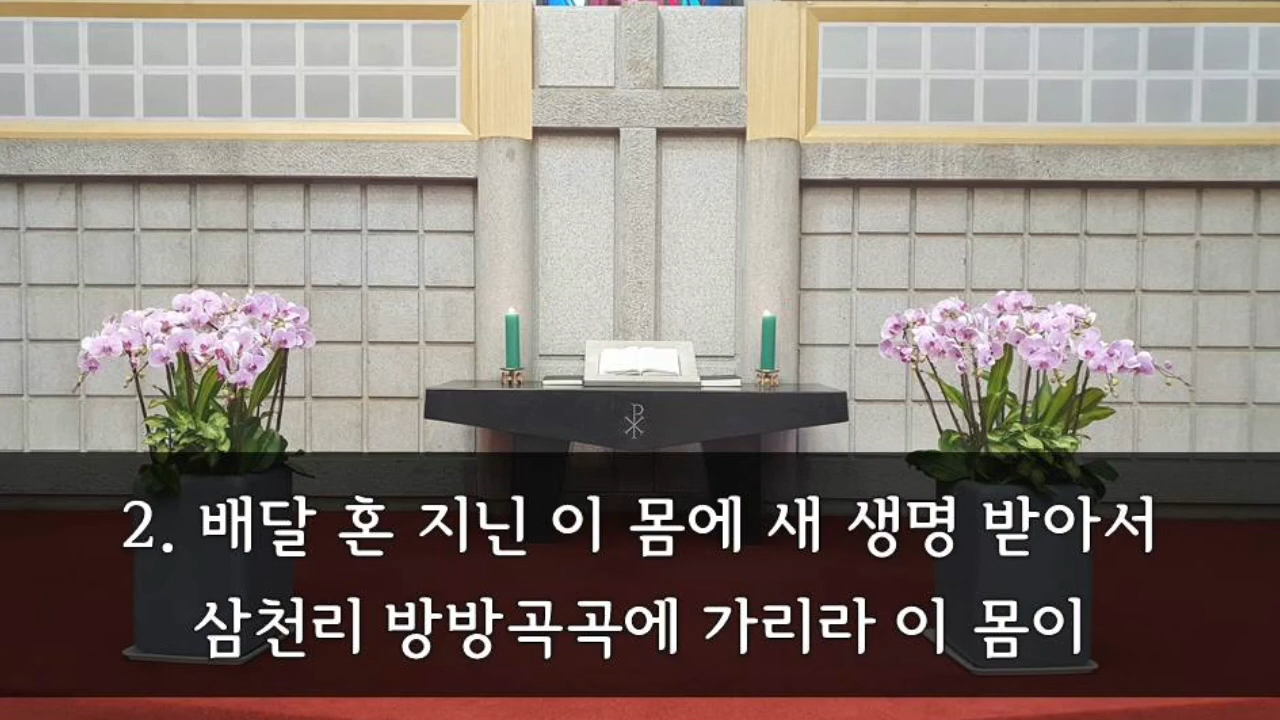 2. 배달 혼 지닌 이 몸에 새 생명 받아서
삼천리 방방곡곡에 가리라 이 몸이